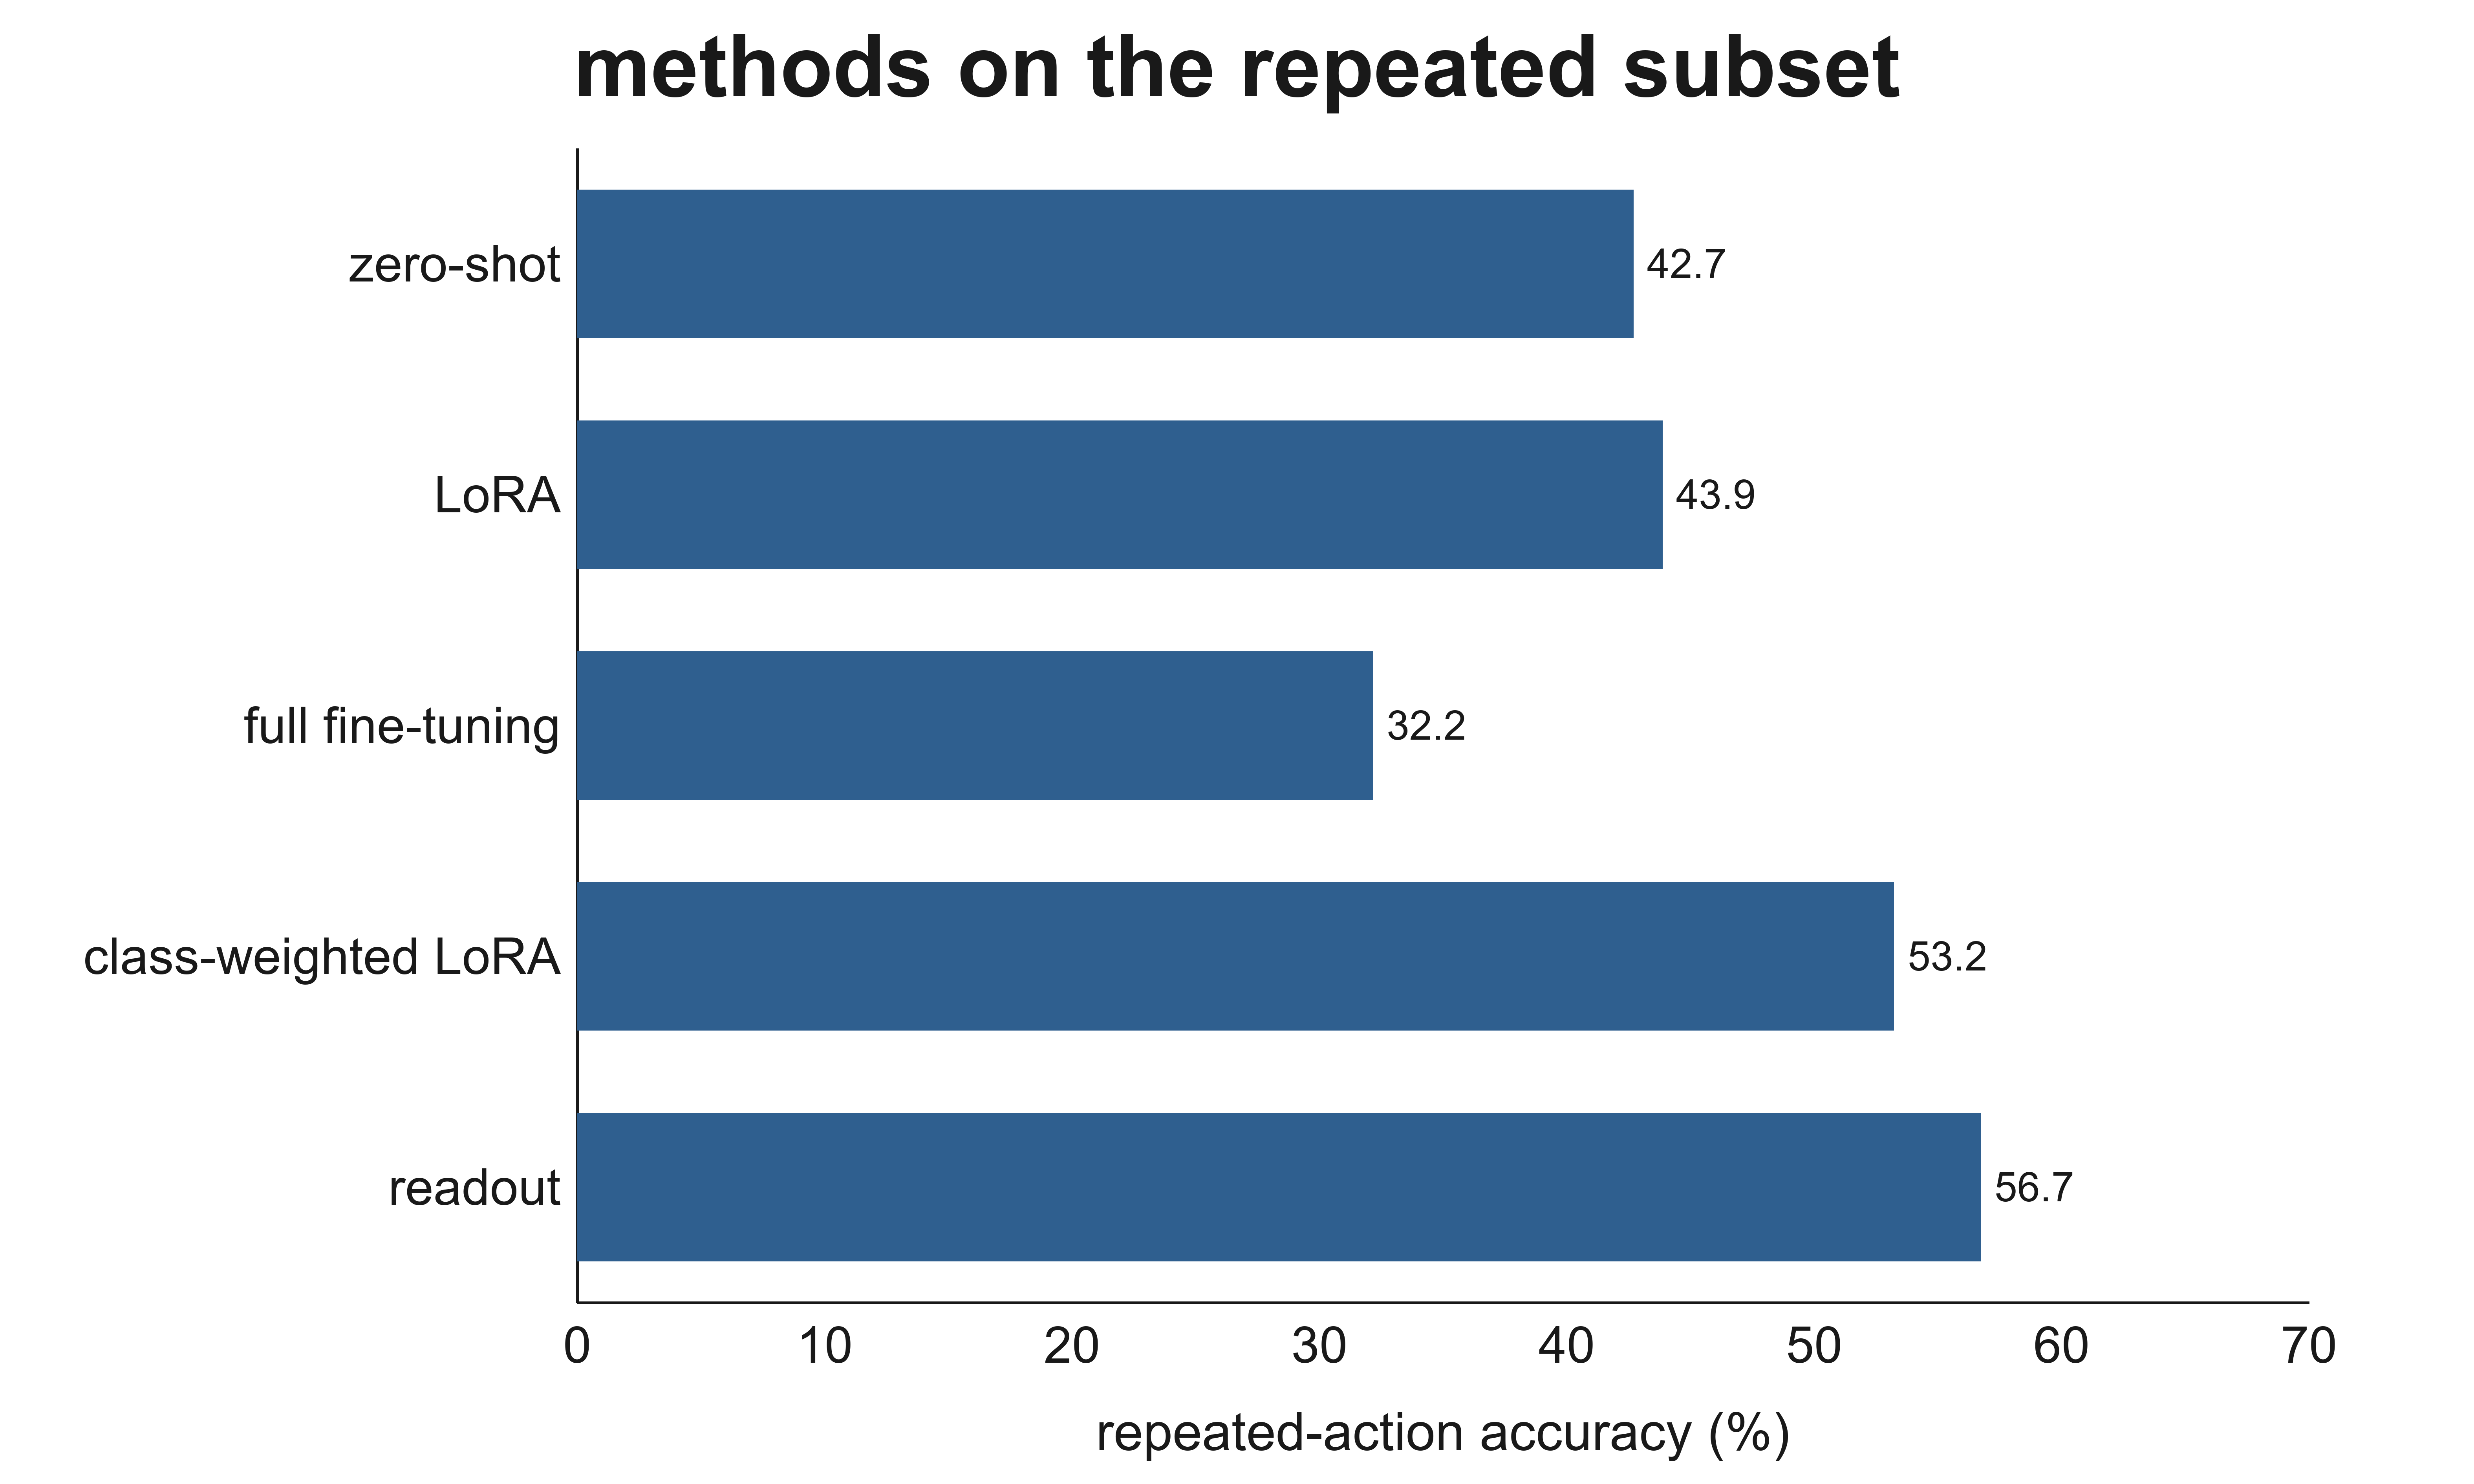 methods on the repeated subset
zero-shot
42.7
LoRA
43.9
full fine-tuning
32.2
class-weighted LoRA
53.2
readout
56.7
0 10 20 30 40 50 60 70
repeated-action accuracy (%)